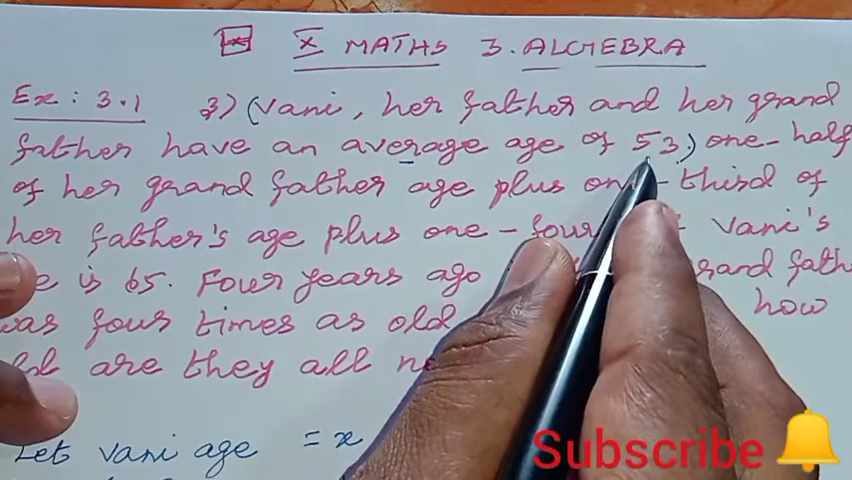 X MATHS 3. ALGEBRA
Ex: 3.1 3) (Vani, her father and her grand
father have an average age of 53) one-half
of her grand father age plus one-third of
her father's age plus one-four vani's
is 65. Four years ago grand
was four times as old how
are they all
Let vani age = x
Subscribe